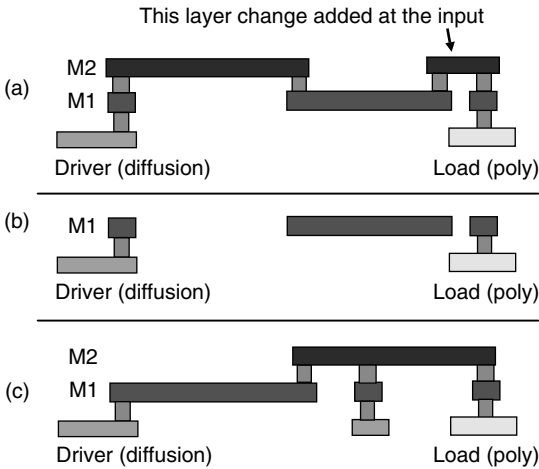 This layer change added at the input
M2
(a)
M1
Driver (diffusion) Load (poly)
(b)
M1
Driver (diffusion) Load (poly)
M2
(c)
M1
Driver (diffusion) Load (poly)